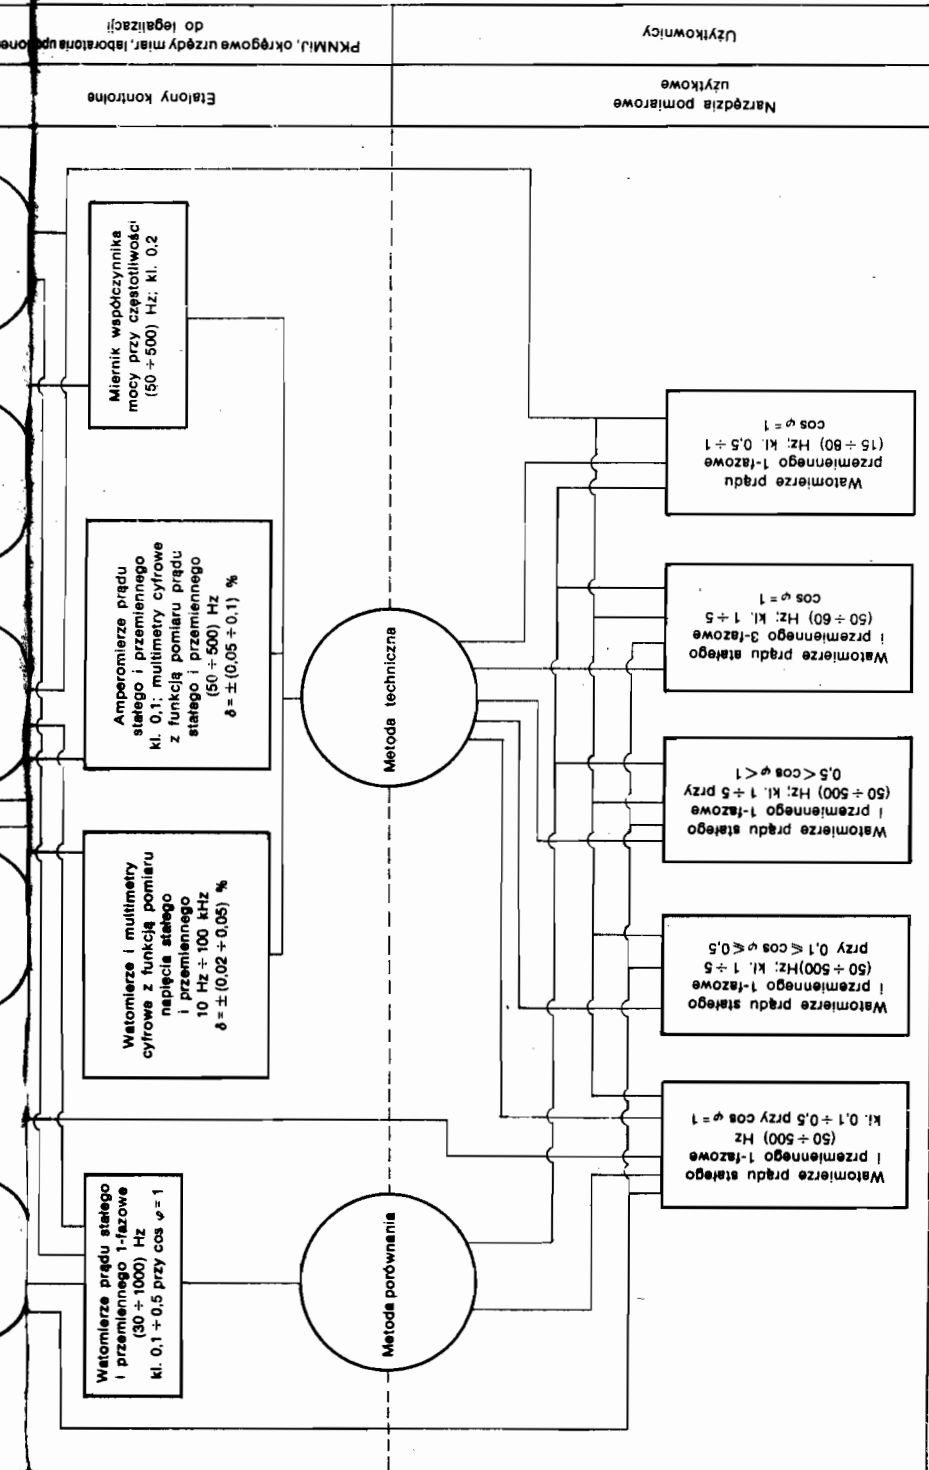 PKNMiJ, okręgowe urzędy miar, laboratoria
do legalizacji
Użytkownicy
Etalony kontrolne
Narzędzia pomiarowe
użytkowe
Miernik współczynnika
mocy przy częstotliwości
(50 ÷ 500) Hz; kl. 0,2
Amperomierze prądu
stałego i przemiennego
kl. 0,1; multimetry cyfrowe
z funkcją pomiaru prądu
stałego i przemiennego
(50 ÷ 500) Hz
δ = ± (0,05 ÷ 0,1) %
Watomierze i multimetry
cyfrowe z funkcją pomiaru
napięcia stałego
i przemiennego
10 Hz ÷ 100 kHz
δ = ± (0,02 ÷ 0,05) %
Watomierze prądu stałego
i przemiennego 1-fazowe
(30 ÷ 1000) Hz
kl. 0,1 ÷ 0,5 przy cos φ = 1
Metoda techniczna
Metoda porównania
Watomierze prądu
przemiennego 1-fazowe
(15 ÷ 80) Hz; kl. 0,5 ÷ 1
cos φ = 1
Watomierze prądu stałego
i przemiennego 3-fazowe
(50 ÷ 60) Hz; kl. 1 ÷ 5
cos φ = 1
Watomierze prądu stałego
i przemiennego 1-fazowe
(50 ÷ 500) Hz; kl. 1 ÷ 5 przy
0,5 < cos φ < 1
Watomierze prądu stałego
i przemiennego 1-fazowe
(50 ÷ 500)Hz; kl. 1 ÷ 5
przy 0,1 ⩽ cos φ ⩽ 0,5
Watomierze prądu stałego
i przemiennego 1-fazowe
(50 ÷ 500) Hz
kl. 0,1 ÷ 0,5 przy cos φ = 1